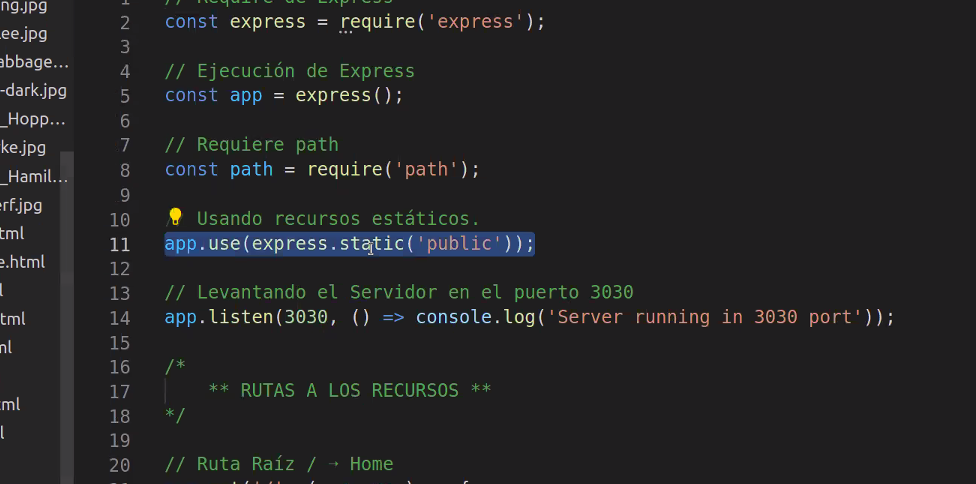 ng.jpg
ee.jpg
abbage...
-dark.jpg
_Hopp...
ke.jpg
_Hamil...
erf.jpg
tml
e.html
l
tml
ml
ml
l
1 // Require de Express
2 const express = require('express');
3
4 // Ejecución de Express
5 const app = express();
6
7 // Requiere path
8 const path = require('path');
9
10 Usando recursos estáticos.
11 app.use(express.static('public'));
12
13 // Levantando el Servidor en el puerto 3030
14 app.listen(3030, () => console.log('Server running in 3030 port'));
15
16 /*
17 ** RUTAS A LOS RECURSOS **
18 */
19
20 // Ruta Raíz / → Home